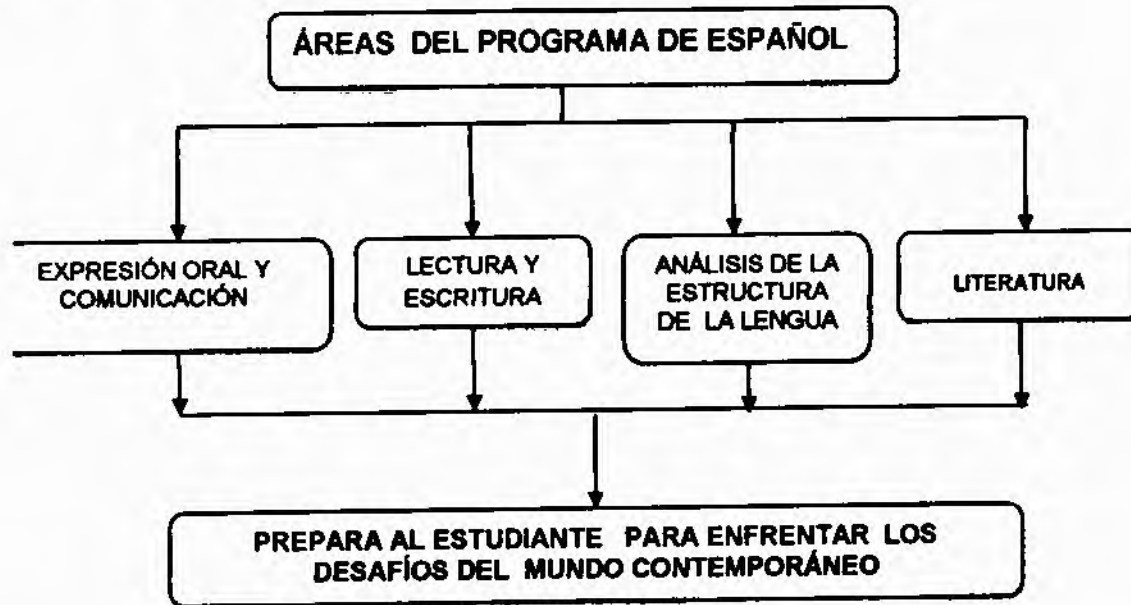 ÁREAS DEL PROGRAMA DE ESPAÑOL
EXPRESIÓN ORAL Y
COMUNICACIÓN
LECTURA Y
ESCRITURA
ANÁLISIS DE LA
ESTRUCTURA
DE LA LENGUA
LITERATURA
PREPARA AL ESTUDIANTE PARA ENFRENTAR LOS
DESAFÍOS DEL MUNDO CONTEMPORÁNEO